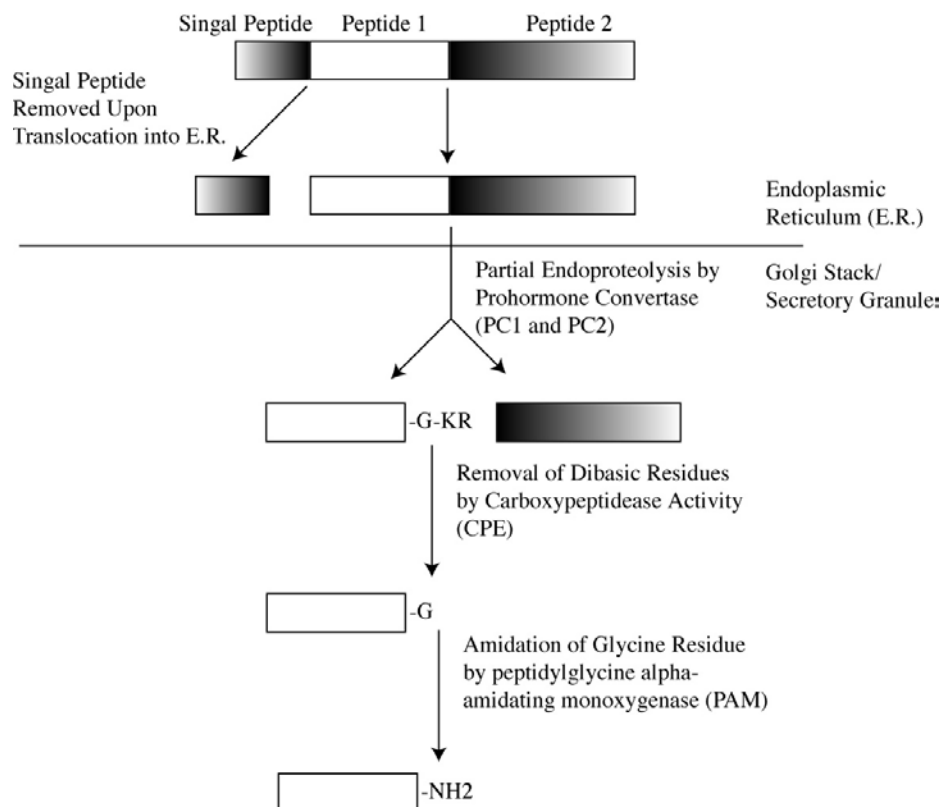 Singal Peptide Peptide 1 Peptide 2
Singal Peptide
Removed Upon
Translocation into E.R.
Endoplasmic
Reticulum (E.R.)
Partial Endoproteolysis by
Prohormone Convertase
(PC1 and PC2)
Golgi Stack/
Secretory Granules
-G-KR
Removal of Dibasic Residues
by Carboxypeptidease Activity
(CPE)
-G
Amidation of Glycine Residue
by peptidylglycine alpha-
amidating monoxygenase (PAM)
-NH2